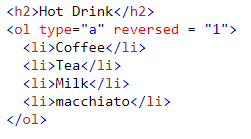 <h2>Hot Drink</h2>
<ol type="a" reversed = "1">
<li>Coffee</li>
<li>Tea</li>
<li>Milk</li>
<li>macchiato</li>
</ol>